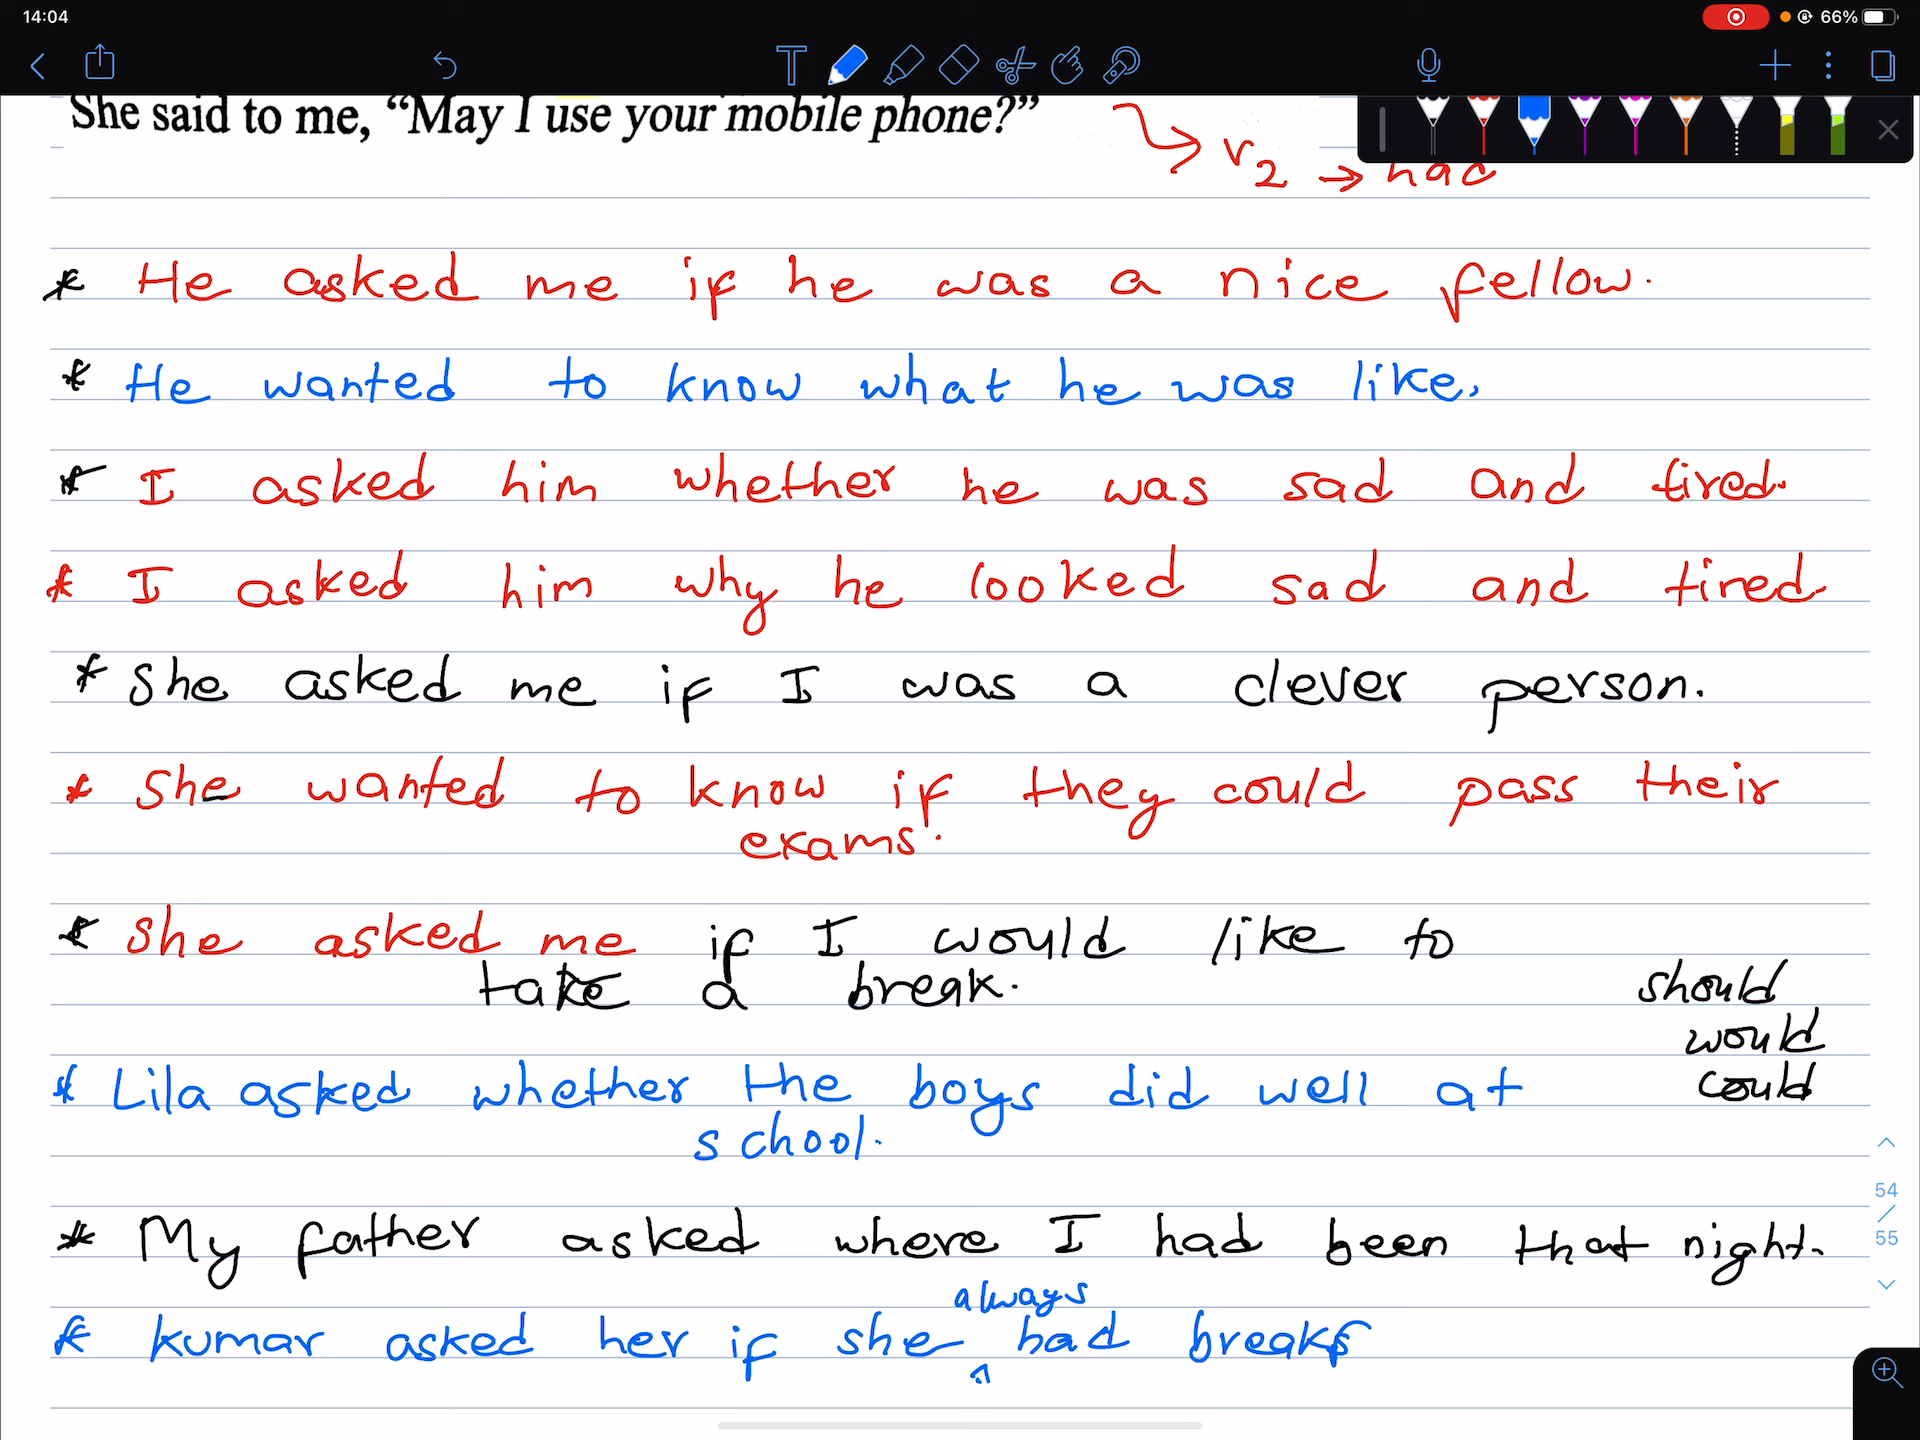 14:04
66%
She said to me, “May I use your mobile phone?”
v2 → had
* He asked me if he was a nice fellow.
* He wanted to know what he was like.
* I asked him whether he was sad and tired.
* I asked him why he looked sad and tired.
* She asked me if I was a clever person.
* She wanted to know if they could pass their
exams.
* She asked me if I would like to
take a break.
should
would
could
* Lila asked whether the boys did well at
school.
54
/
55
* My father asked where I had been that night.
always
* kumar asked her if she ^ had breaks